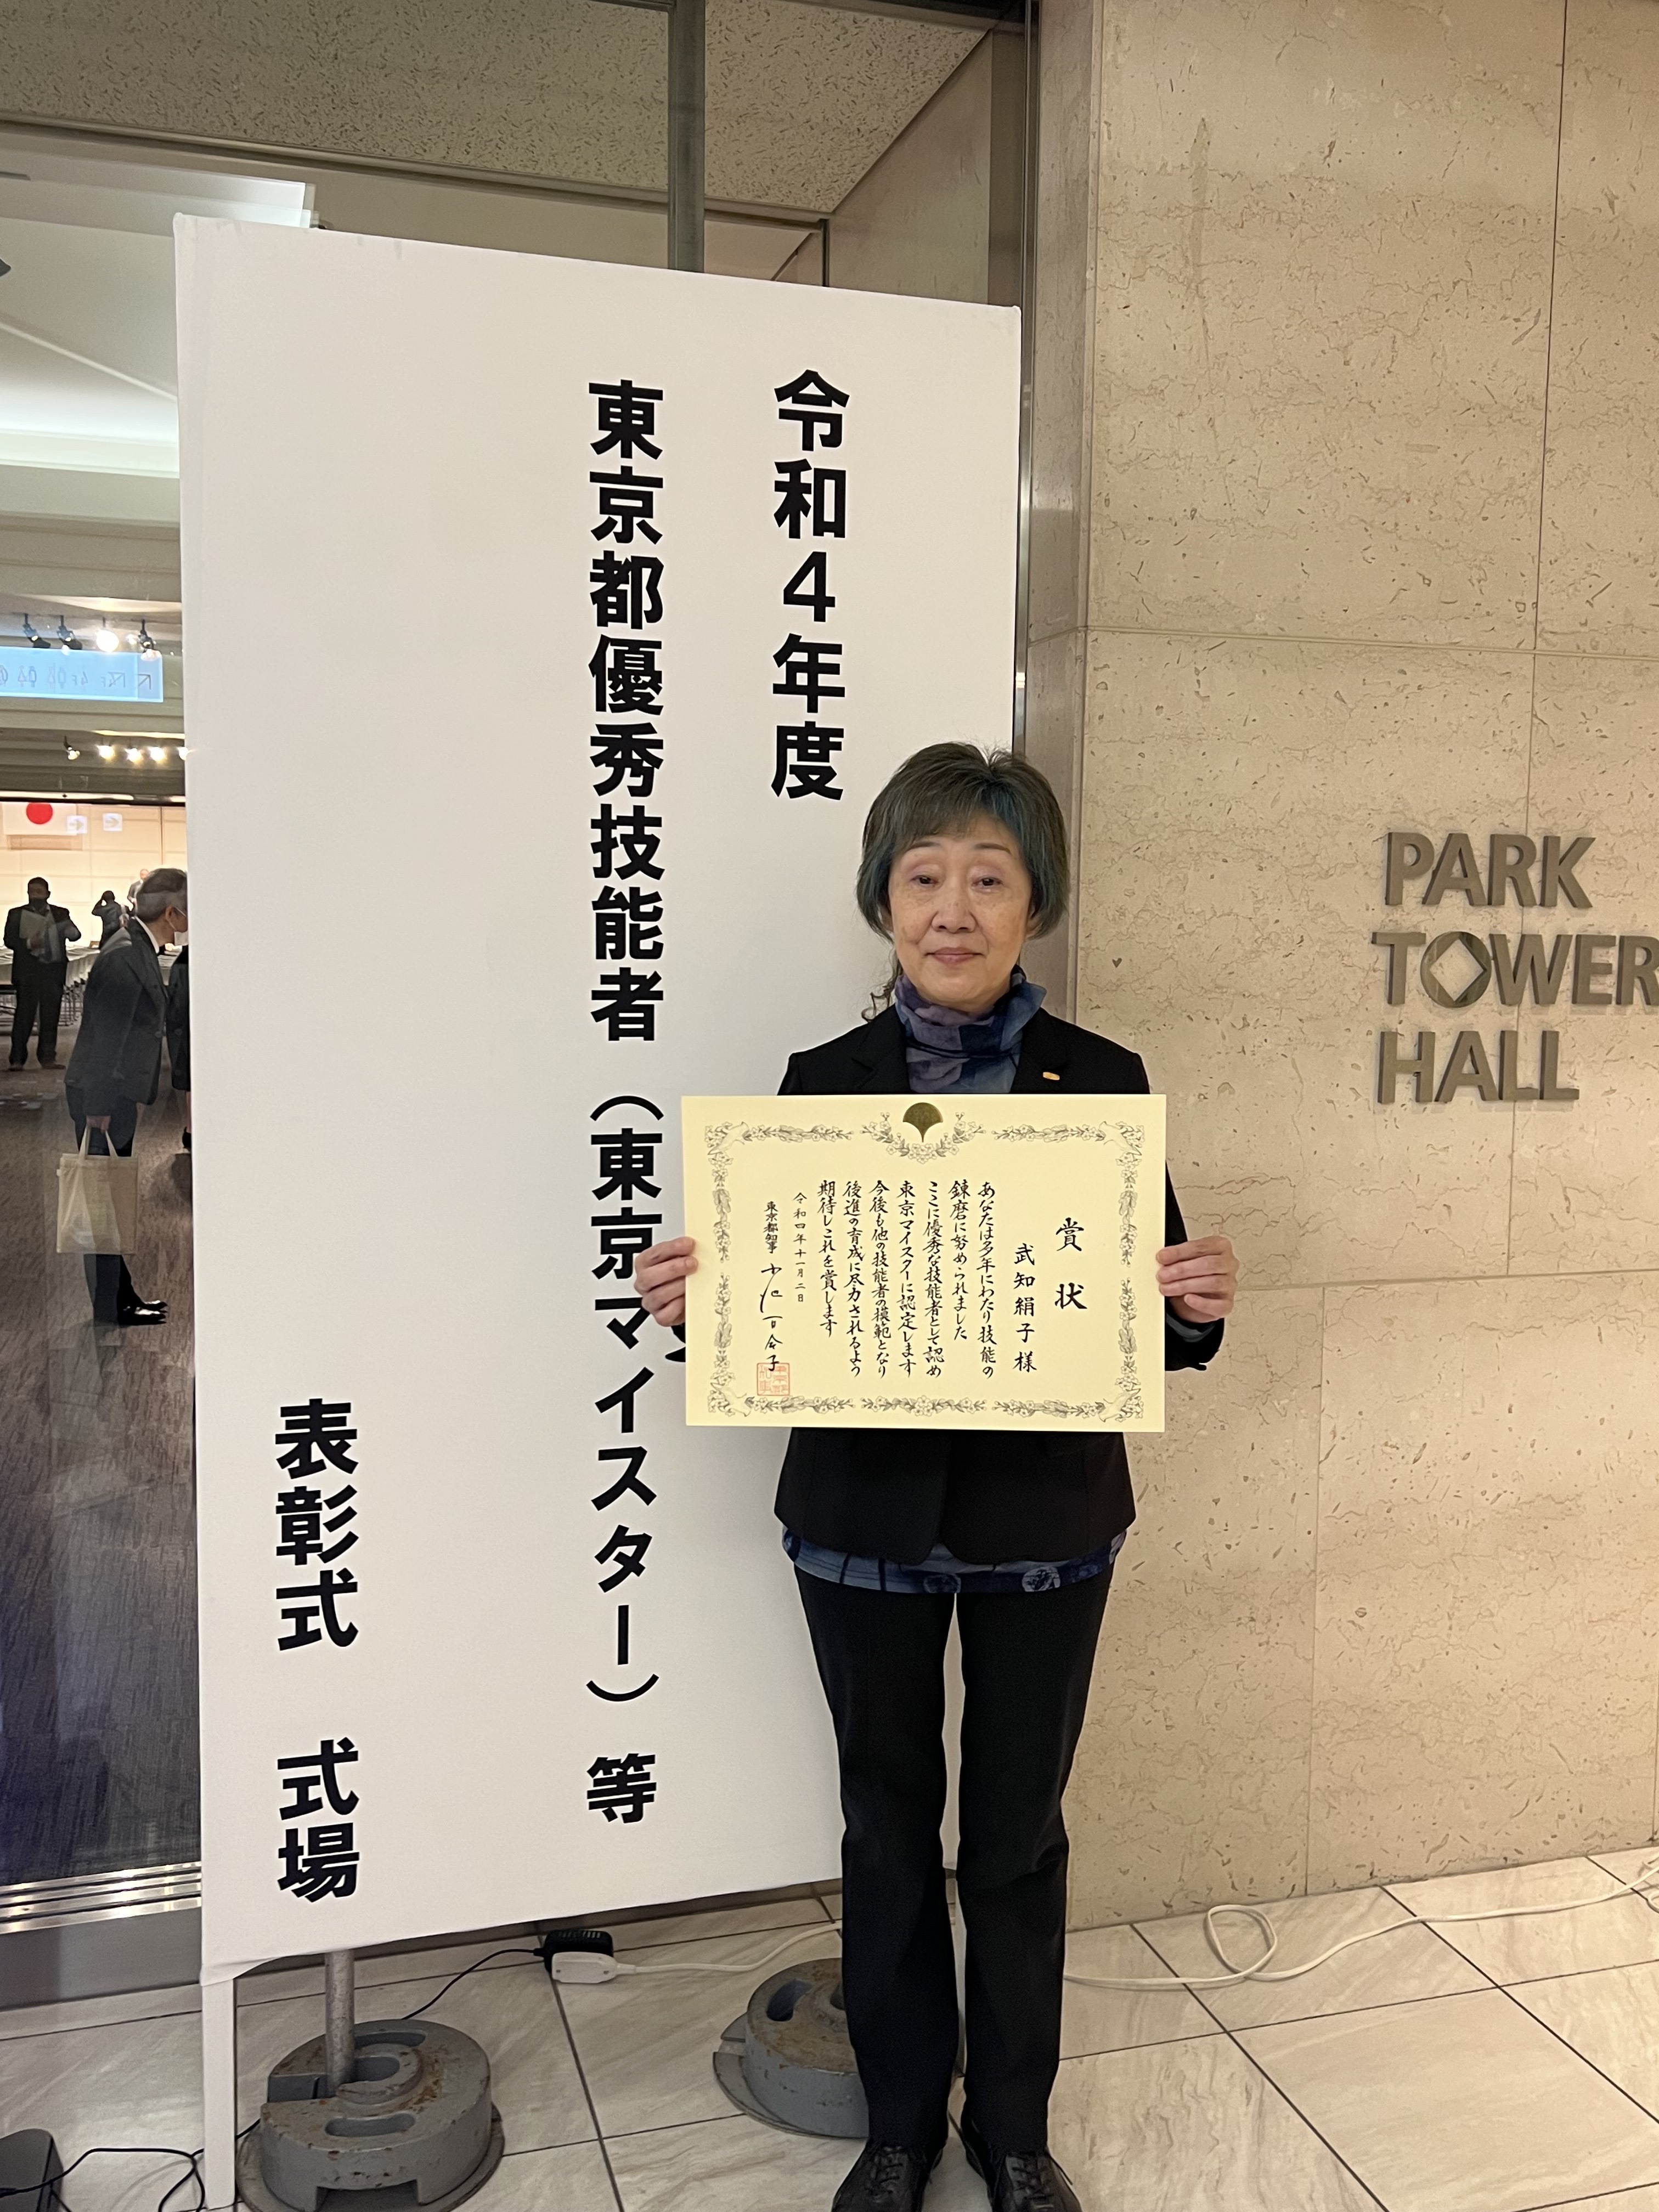 令和4年度
東京都優秀技能者（東京マイスター）等
表彰式 式場
PARK
TOWER
HALL
賞状
武知絹子様
あなたは多年にわたり技能の
錬磨に努められました
ここに優秀な技能者として認め
東京マイスターに認定します
今後も他の技能者の模範となり
後進の育成に尽力されるよう
期待しこれを賞します
令和四年十一月二日
東京都知事 小池百合子